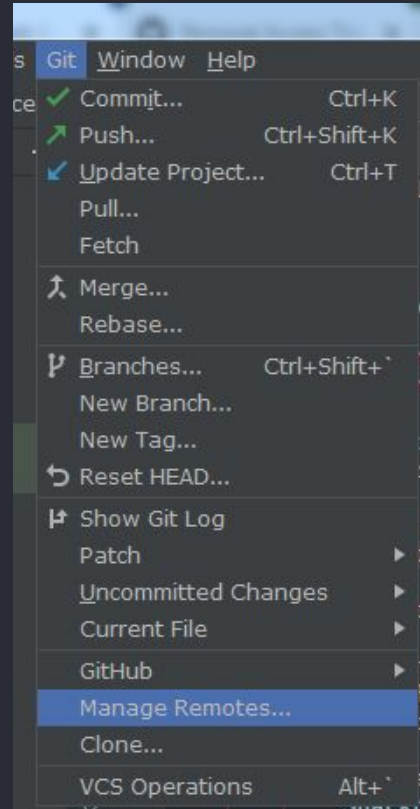 s Git Window Help
ce
Commit... Ctrl+K
Push... Ctrl+Shift+K
Update Project... Ctrl+T
Pull...
Fetch
Merge...
Rebase...
Branches... Ctrl+Shift+`
New Branch...
New Tag...
Reset HEAD...
Show Git Log
Patch
Uncommitted Changes
Current File
GitHub
Manage Remotes...
Clone...
VCS Operations Alt+`